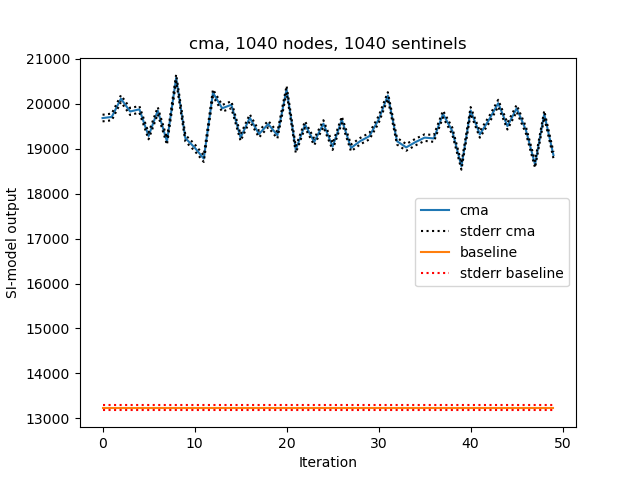 cma, 1040 nodes, 1040 sentinels
SI-model output
21000
20000
19000
18000
17000
16000
15000
14000
13000
cma
stderr cma
baseline
stderr baseline
0
10
20
30
40
50
Iteration